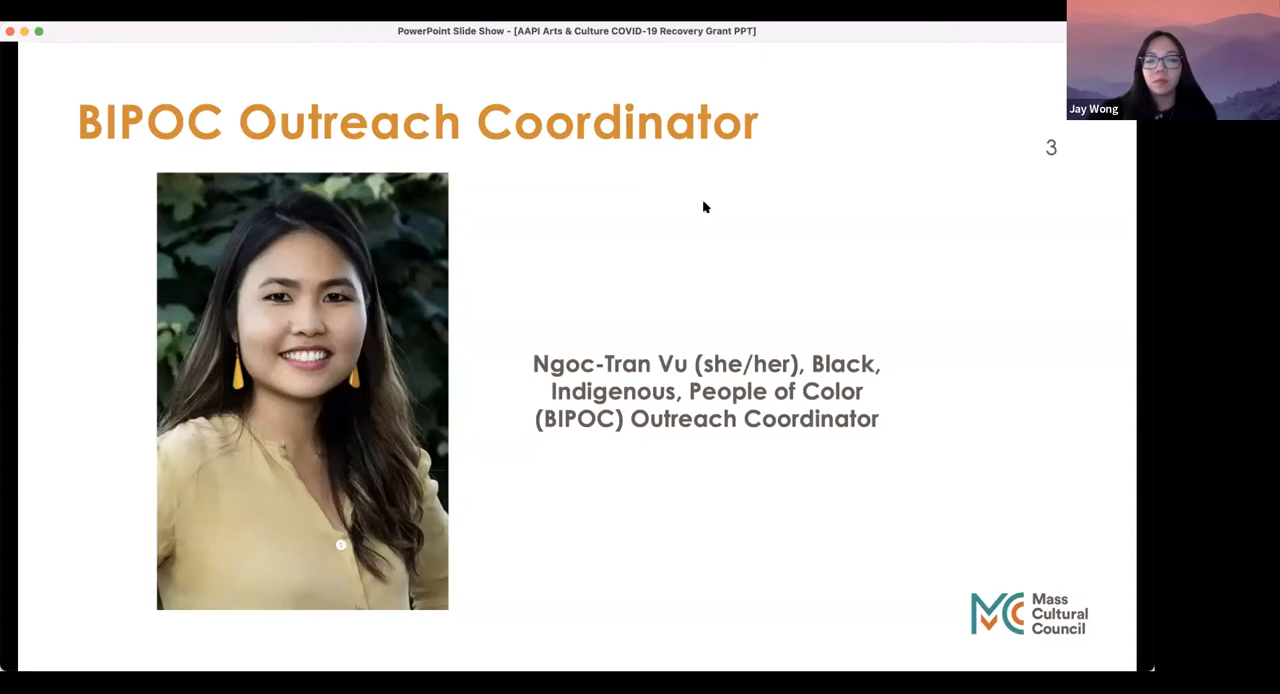 PowerPoint Slide Show - [AAPI Arts & Culture COVID-19 Recovery Grant PPT]
Jay Wong
BIPOC Outreach Coordinator
3
Ngoc-Tran Vu (she/her), Black,
Indigenous, People of Color
(BIPOC) Outreach Coordinator
Mass
Cultural
Council